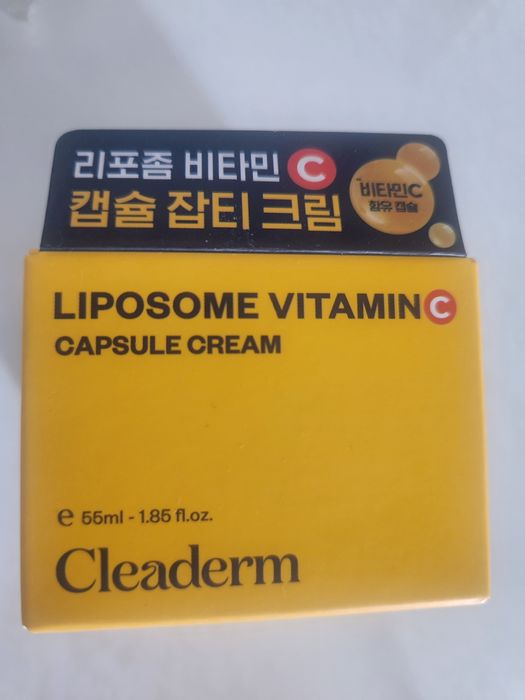 리포좀 비타민 C
캡슐 잡티 크림
"비타민C
함유 캡슐
LIPOSOME VITAMIN C
CAPSULE CREAM
e 55ml - 1.85 fl.oz.
Cleaderm